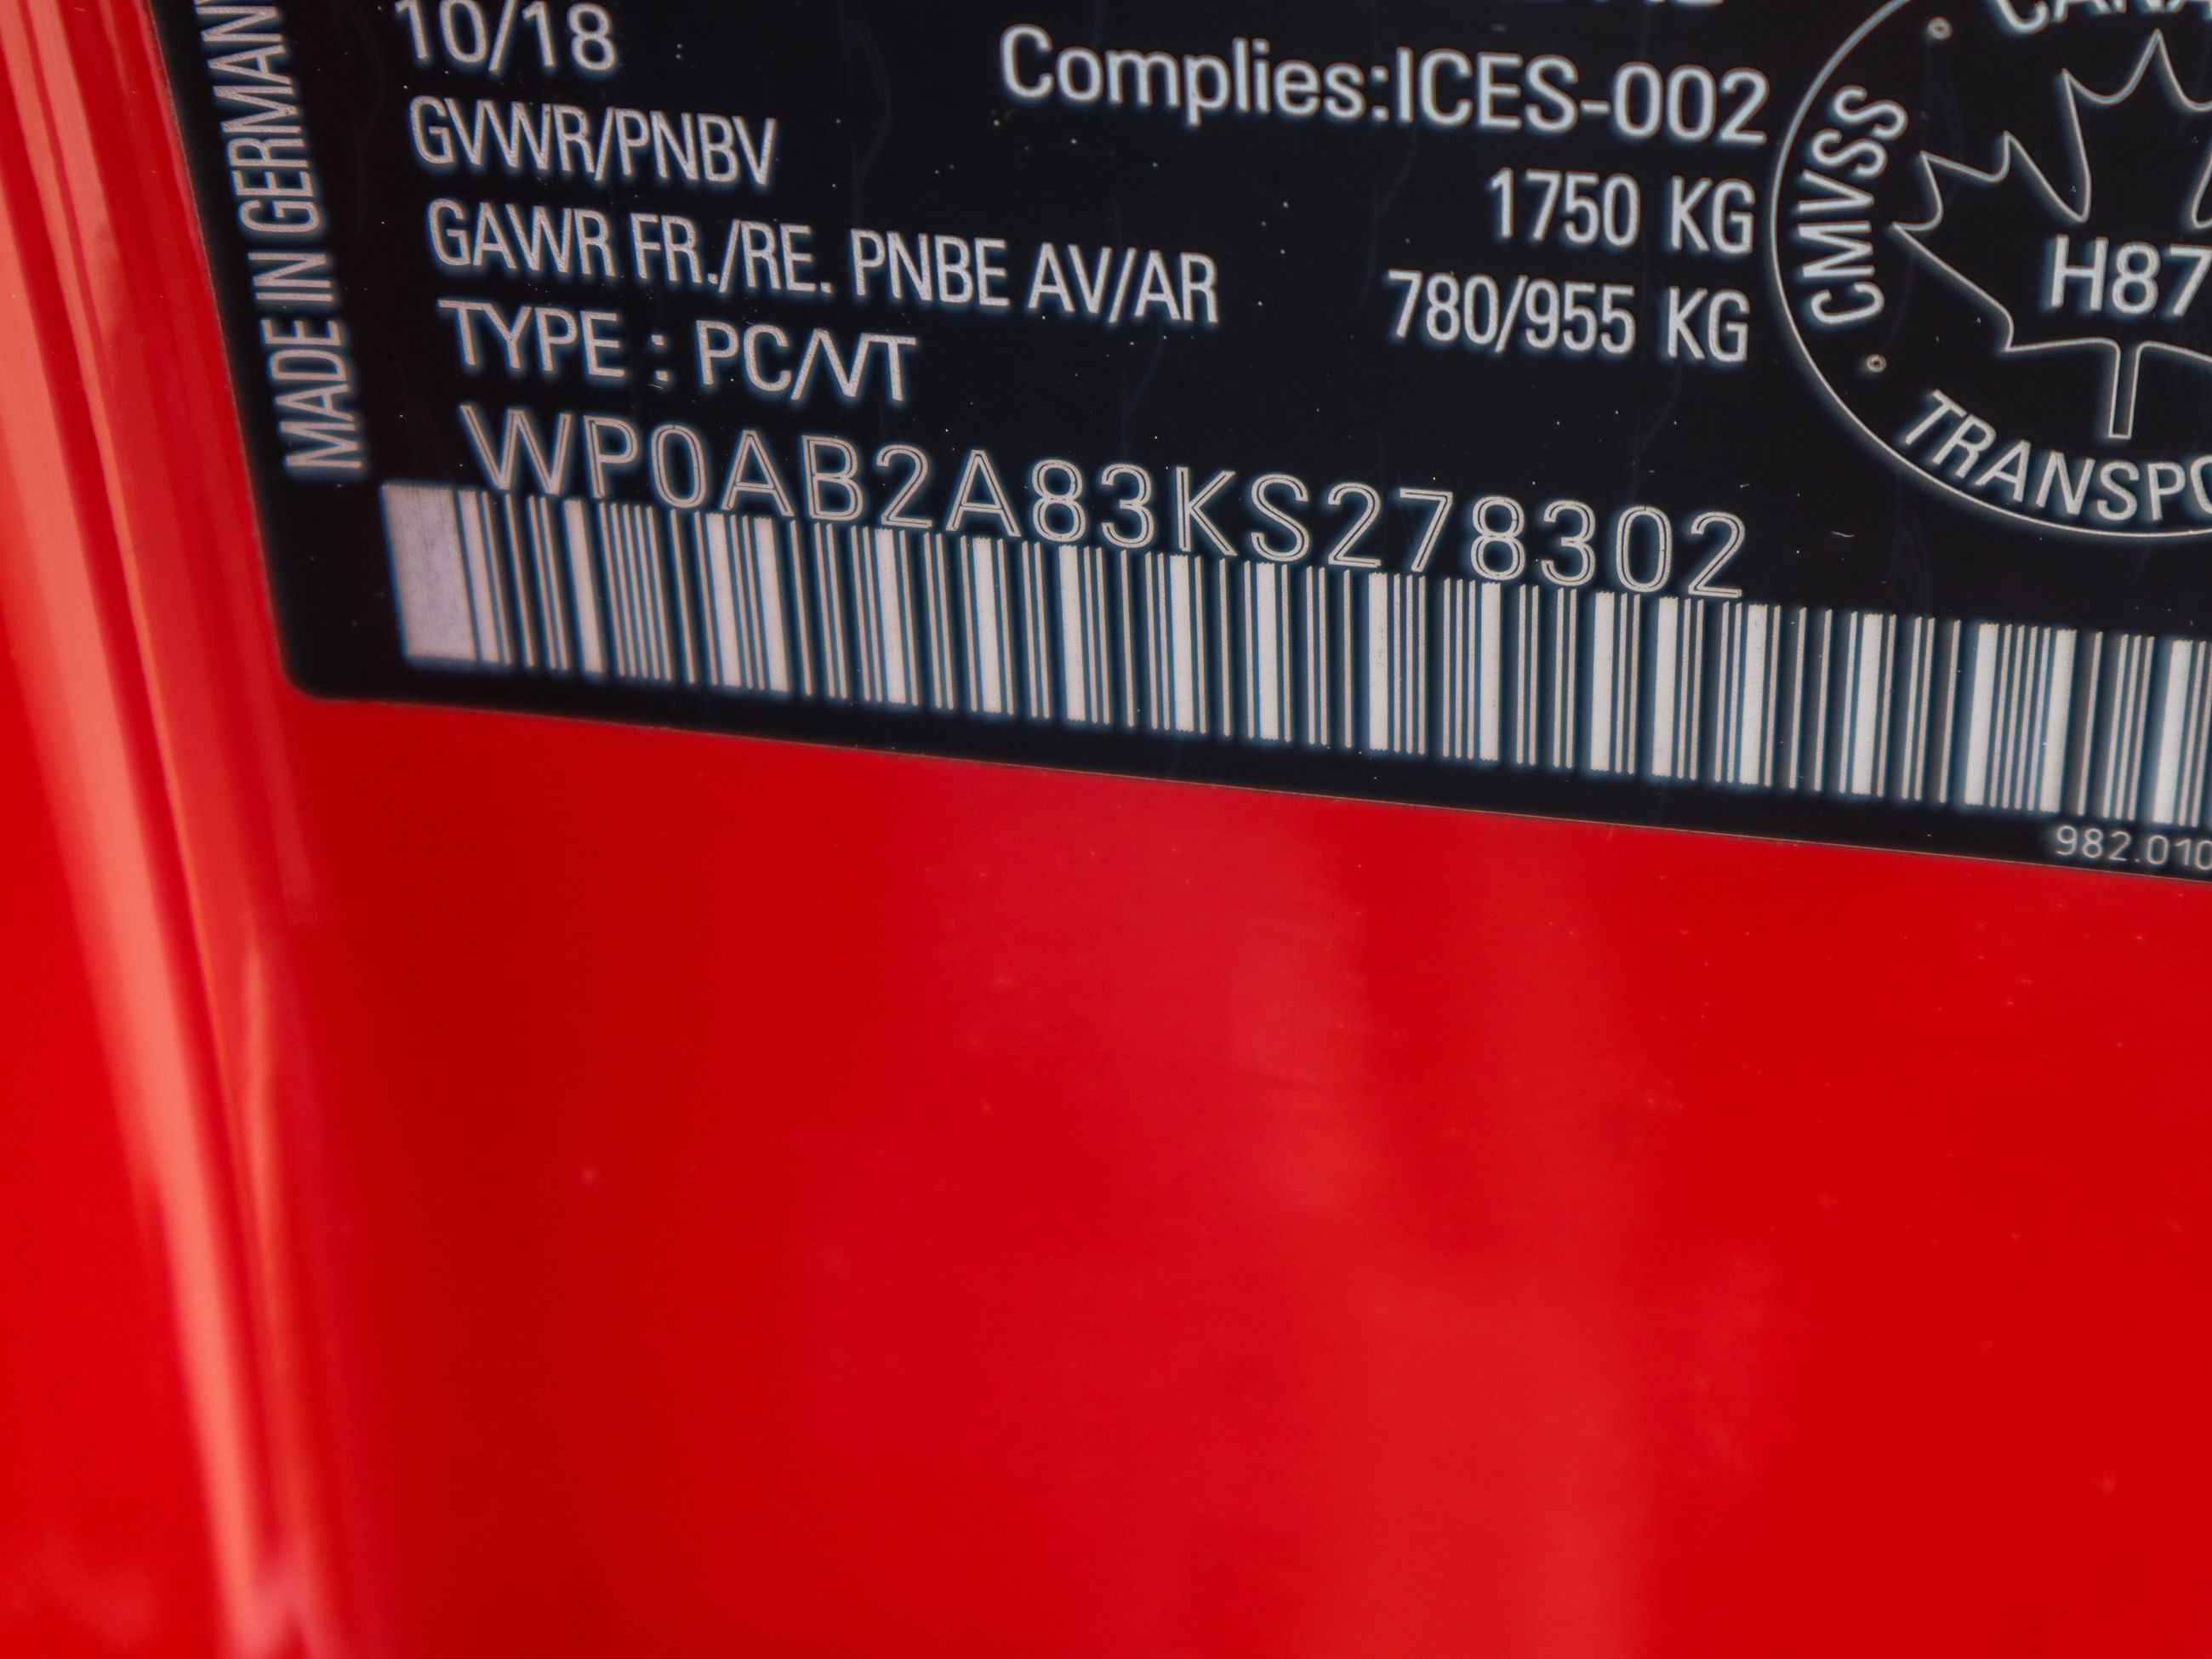 MADE IN GERMANY
10/18
Complies:ICES-002
GVWR/PNBV 1750 KG
GAWR FR./RE. PNBE AV/AR 780/955 KG
TYPE : PC/VT
WP0AB2A83KS278302
CMVSS
H87
982.010